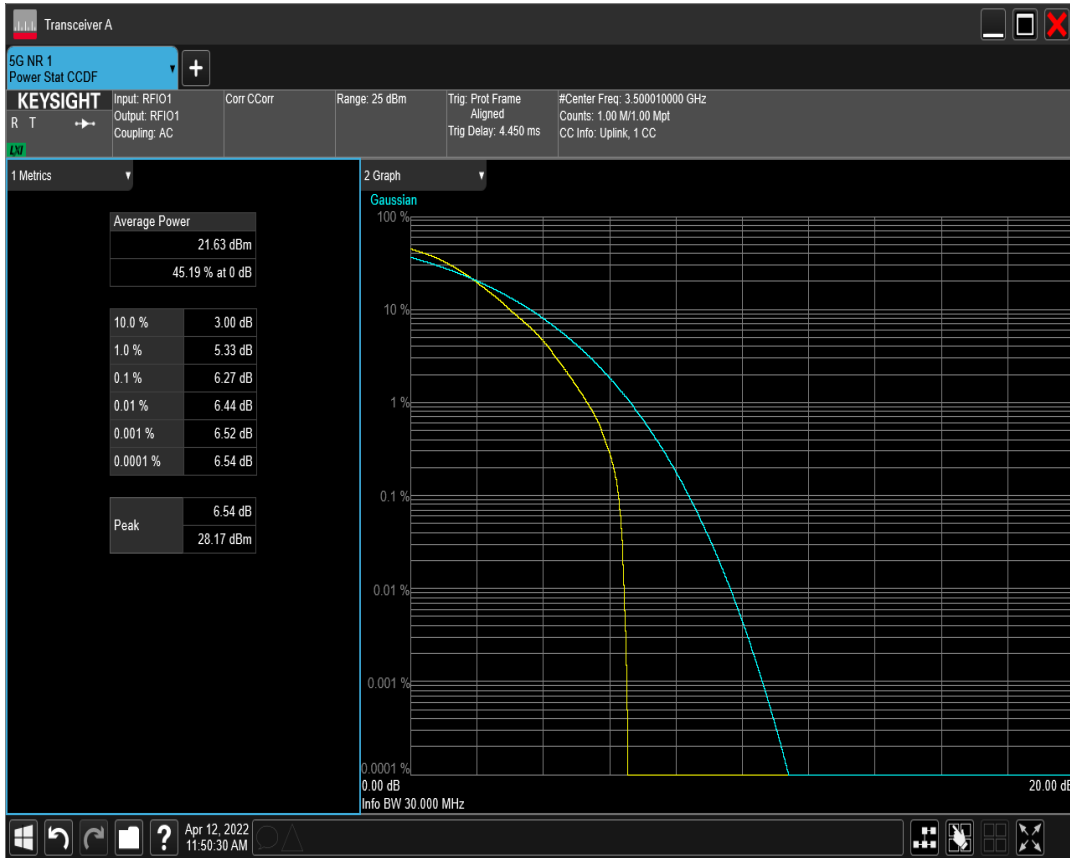 Transceiver A
5G NR 1
Power Stat CCDF
KEYSIGHT
R T
LXI
Input: RFIO1
Output: RFIO1
Coupling: AC
Corr CCorr
Range: 25 dBm
Trig: Prot Frame
Aligned
Trig Delay: 4.450 ms
#Center Freq: 3.500010000 GHz
Counts: 1.00 M/1.00 Mpt
CC Info: Uplink, 1 CC
1 Metrics
Average Power
21.63 dBm
45.19 % at 0 dB
10.0 % 3.00 dB
1.0 % 5.33 dB
0.1 % 6.27 dB
0.01 % 6.44 dB
0.001 % 6.52 dB
0.0001 % 6.54 dB
Peak
6.54 dB
28.17 dBm
2 Graph
Gaussian
100 %
10 %
1 %
0.1 %
0.01 %
0.001 %
0.0001 %
0.00 dB 20.00 dB
Info BW 30.000 MHz
?
Apr 12, 2022
11:50:30 AM